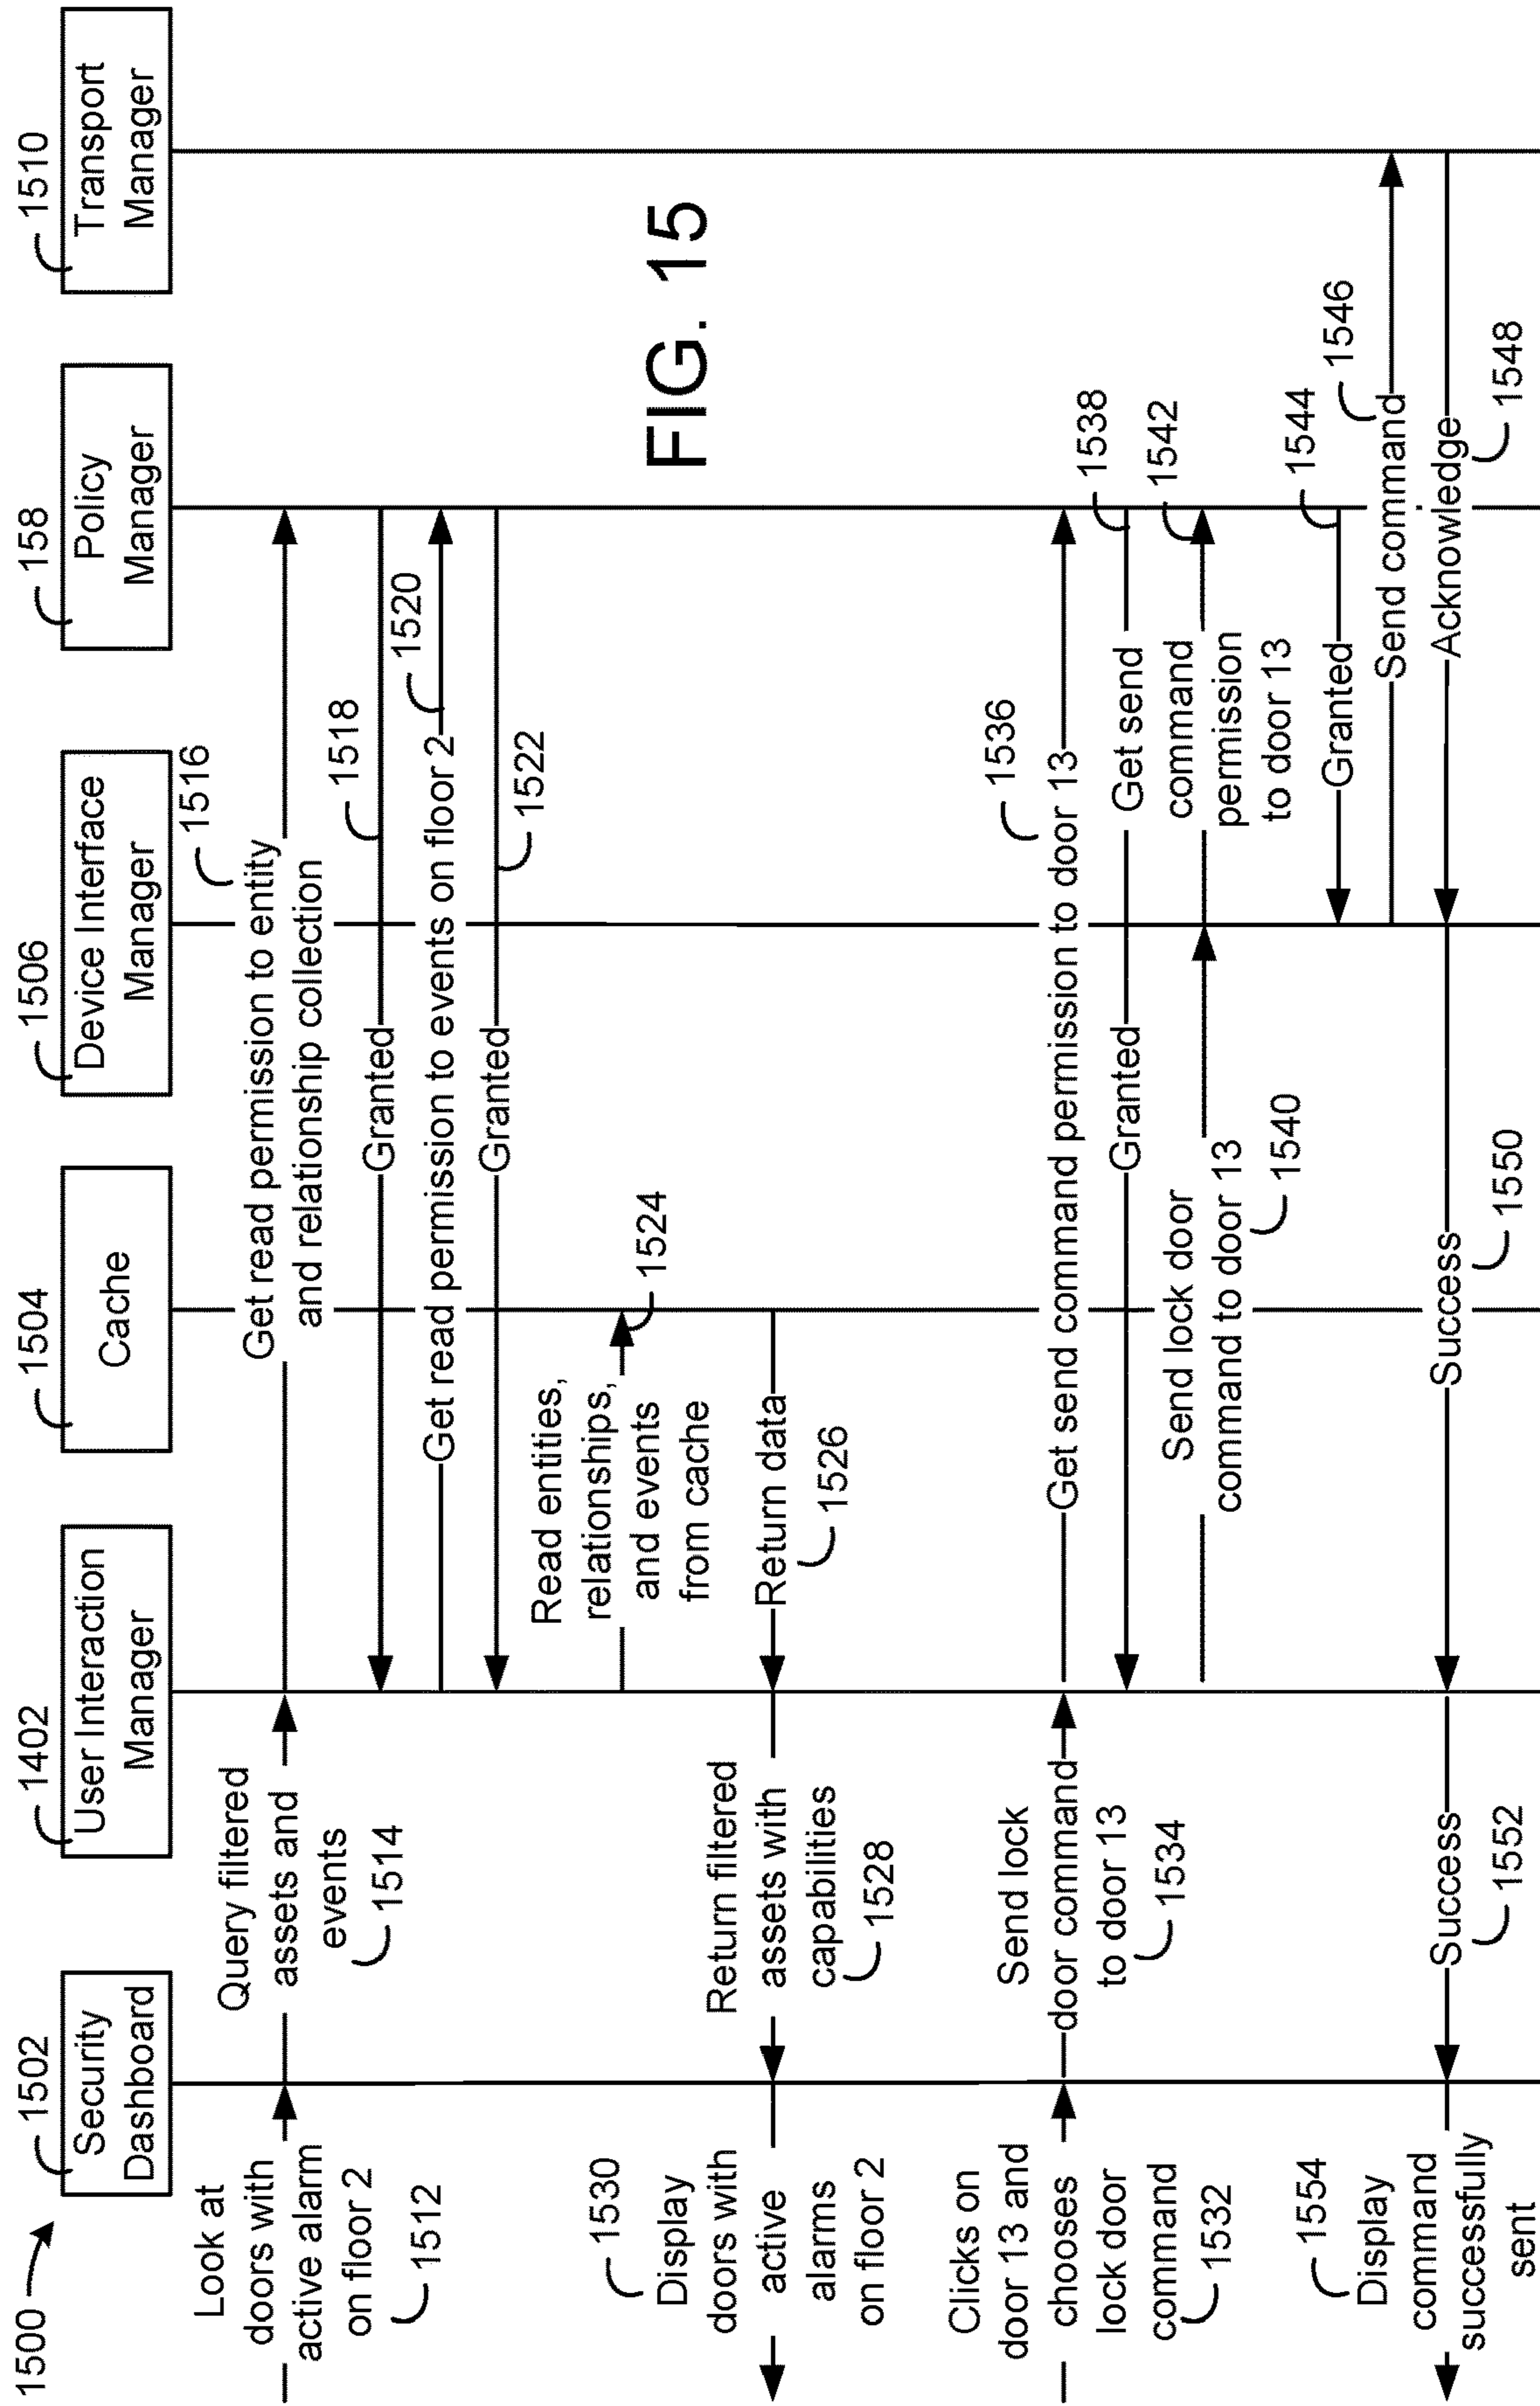 1500
1502
Security
Dashboard
1402
User Interaction
Manager
1504
Cache
1506
Device Interface
Manager
158
Policy
Manager
1510
Transport
Manager
Look at
doors with
active alarm
on floor 2
1512
Query filtered
assets and
events
1514
Get read permission to entity
and relationship collection
1516
Granted
1518
Get read permission to events on floor 2
1520
Granted
1522
Read entities,
relationships,
and events
from cache
1524
Return data
1526
Return filtered
assets with
capabilities
1528
1530
Display
doors with
active
alarms
on floor 2
FIG. 15
Clicks on
door 13 and
chooses
lock door
command
1532
Send lock
door command
to door 13
1534
Get send command permission to door 13
1536
Granted
1538
Send lock door
command to door 13
1540
Get send
command
permission
to door 13
1542
Granted
1544
Send command
1546
Acknowledge
1548
Success
1550
Success
1552
1554
Display
command
successfully
sent